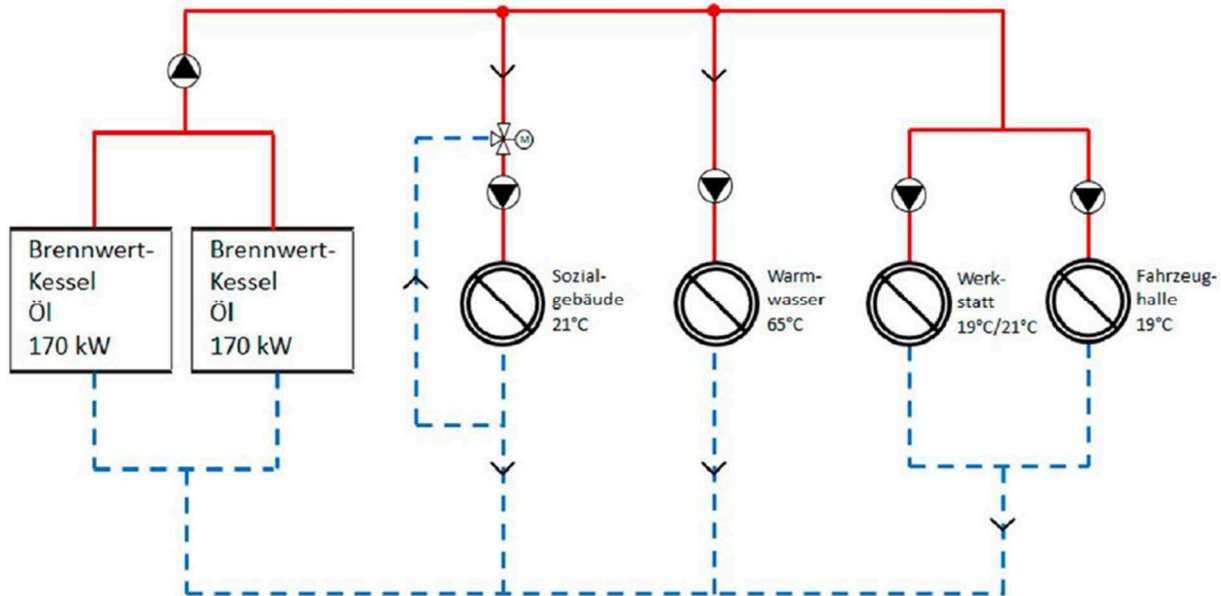 M
Brennwert-
Kessel
Öl
170 kW
Brennwert-
Kessel
Öl
170 kW
Sozial-
gebäude
21°C
Warm-
wasser
65°C
Werk-
statt
19°C/21°C
Fahrzeug-
halle
19°C